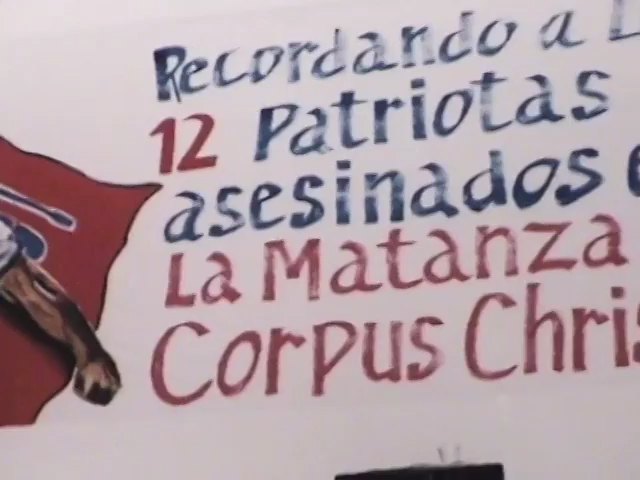 Recordando a L
12 Patriotas
asesinados e
La Matanza
Corpus Chris